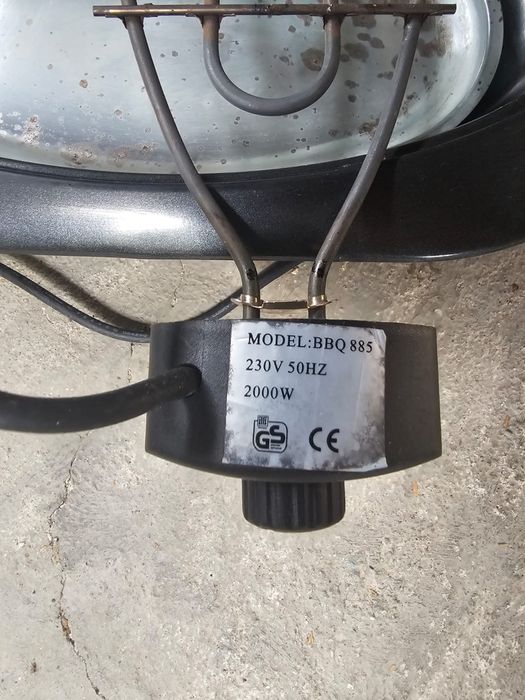 MODEL:BBQ 885
230V 50HZ
2000W
GS CE